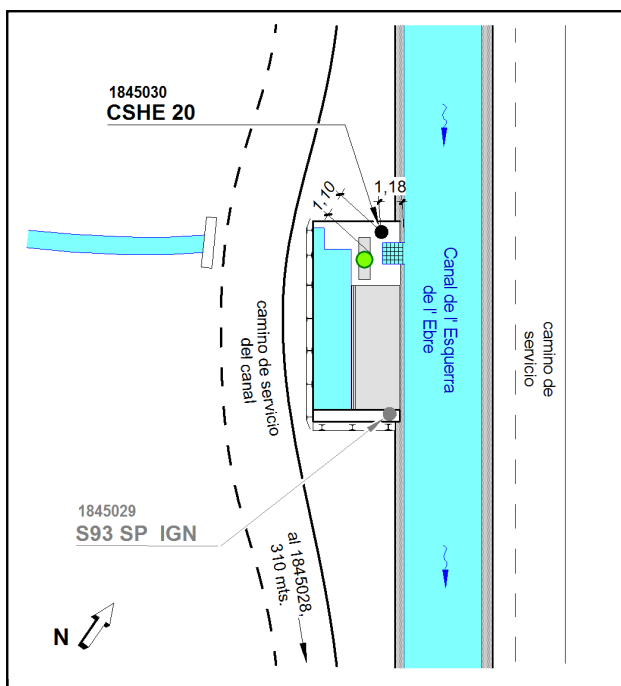 1845030
CSHE 20
1,10
1,18
Canal de l' Esquerra
de l' Ebre
camino de
servicio
camino de servicio
del canal
1845029
S93 SP IGN
al 1845028,
310 mts.
N